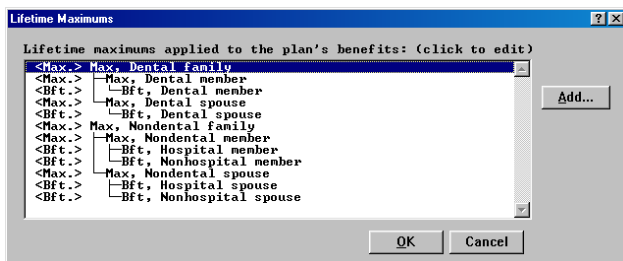 Lifetime Maximums
Lifetime maximums applied to the plan's benefits: (click to edit)
<Max.> Max, Dental family
<Max.> Max, Dental member
<Bft.> Bft, Dental member
<Max.> Max, Dental spouse
<Bft.> Bft, Dental spouse
<Max.> Max, Nondental family
<Max.> Max, Nondental member
<Bft.> Bft, Hospital member
<Bft.> Bft, Nonhospital member
<Max.> Max, Nondental spouse
<Bft.> Bft, Hospital spouse
<Bft.> Bft, Nonhospital spouse
Add...
OK Cancel